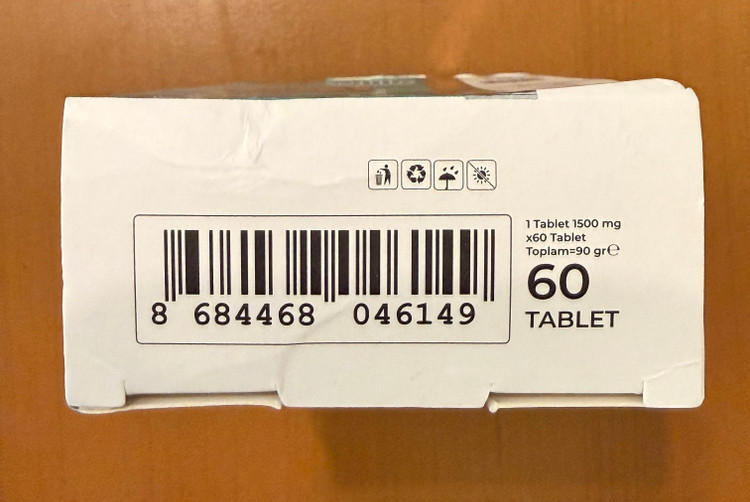 1 Tablet 1500 mg
x60 Tablet
Toplam=90 gr℮
60
TABLET
8 684468 046149